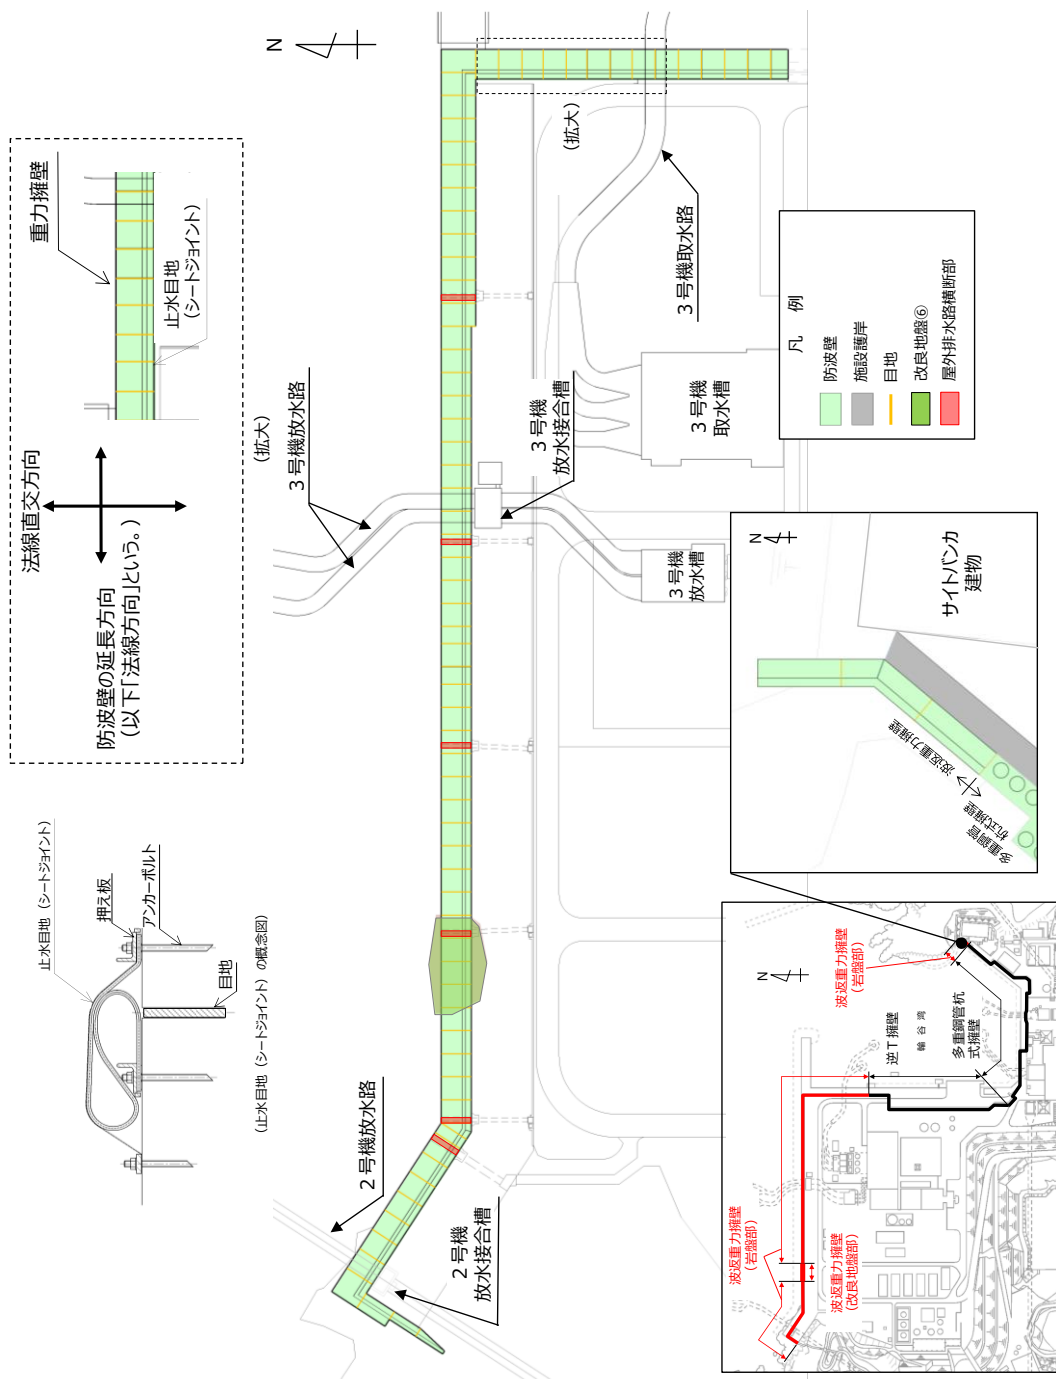 止水目地（シートジョイント）
押え板
アンカーボルト
目地
（止水目地（シートジョイント）の概念図）
法線直交方向
防波壁の延長方向
（以下「法線方向」という。）
重力擁壁
止水目地
（シートジョイント）
（拡大）
N
2号機放水路
2号機
放水接合槽
3号機放水路
3号機
放水接合槽
3号機
放水槽
3号機
取水槽
3号機取水路
（拡大）
凡　例
防波壁
施設護岸
目地
改良地盤⑥
屋外排水路横断部
N
サイトバンカ
建物
波返重力擁壁
多重鋼管
杭式擁壁
N
波返重力擁壁
（岩盤部）
波返重力擁壁
（改良地盤部）
波返重力擁壁
（岩盤部）
逆T擁壁
輪谷湾
多重鋼管杭
式擁壁